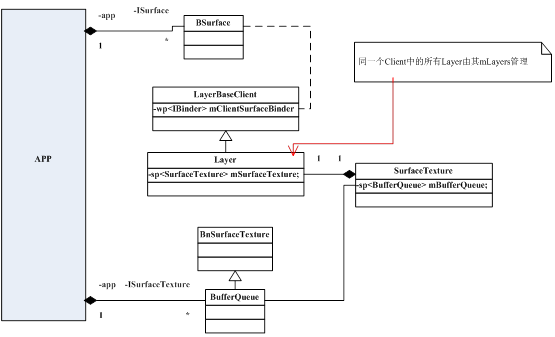 -app -ISurface
BSurface
1 *
同一个Client中的所有Layer由其mLayers管理
LayerBaseClient
-wp<IBinder> mClientSurfaceBinder
APP
Layer
1 1
SurfaceTexture
-sp<SurfaceTexture> mSurfaceTexture;
-sp<BufferQueue> mBufferQueue;
BnSurfaceTexture
-app -ISurfaceTexture
BufferQueue
1 *